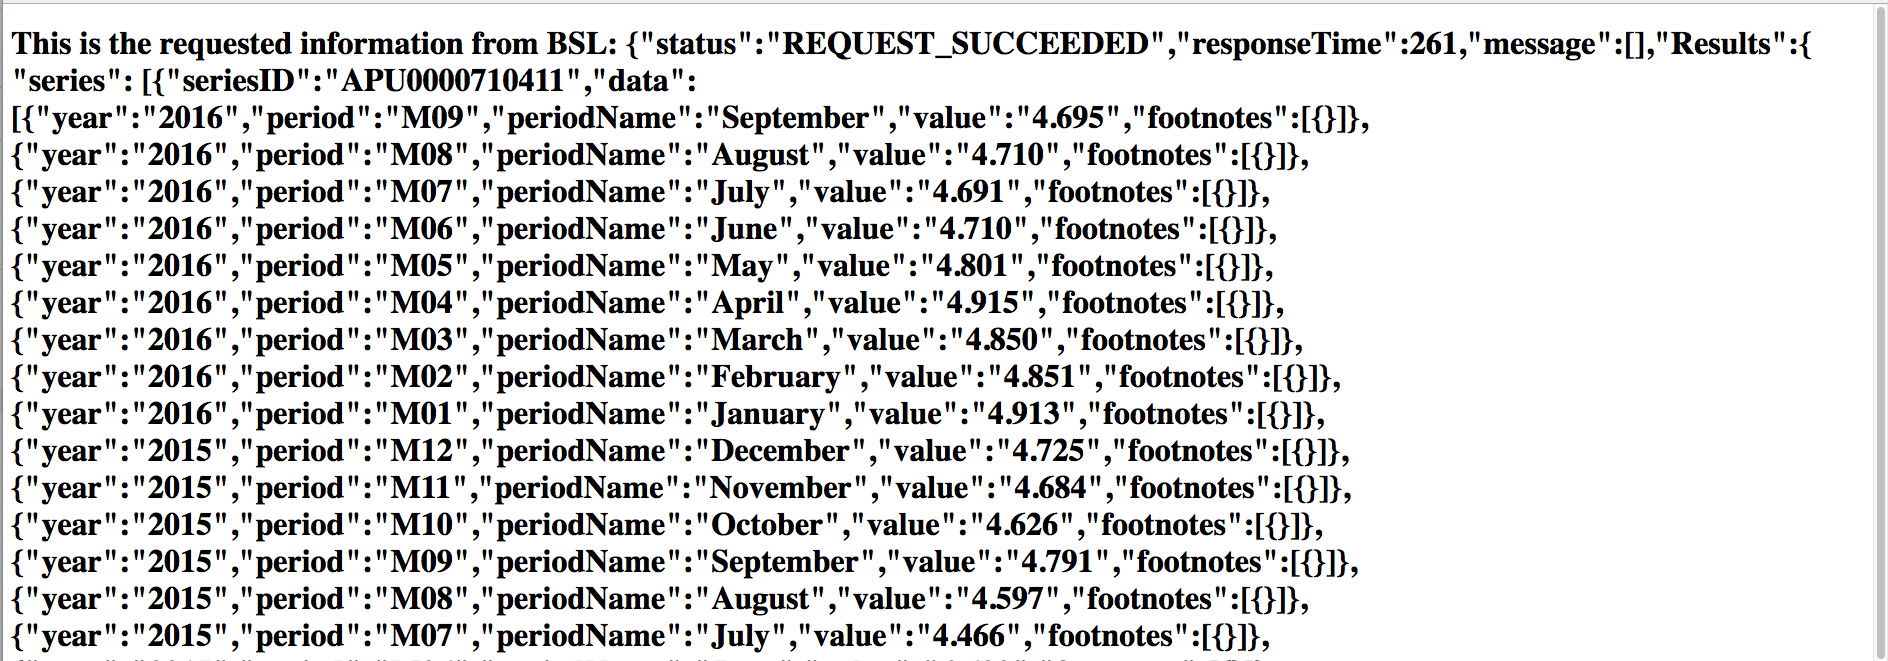 This is the requested information from BSL: {"status":"REQUEST_SUCCEEDED","responseTime":261,"message":[],"Results":{
"series": [{"seriesID":"APU0000710411","data":
[{"year":"2016","period":"M09","periodName":"September","value":"4.695","footnotes":[{}]},
{"year":"2016","period":"M08","periodName":"August","value":"4.710","footnotes":[{}]},
{"year":"2016","period":"M07","periodName":"July","value":"4.691","footnotes":[{}]},
{"year":"2016","period":"M06","periodName":"June","value":"4.710","footnotes":[{}]},
{"year":"2016","period":"M05","periodName":"May","value":"4.801","footnotes":[{}]},
{"year":"2016","period":"M04","periodName":"April","value":"4.915","footnotes":[{}]},
{"year":"2016","period":"M03","periodName":"March","value":"4.850","footnotes":[{}]},
{"year":"2016","period":"M02","periodName":"February","value":"4.851","footnotes":[{}]},
{"year":"2016","period":"M01","periodName":"January","value":"4.913","footnotes":[{}]},
{"year":"2015","period":"M12","periodName":"December","value":"4.725","footnotes":[{}]},
{"year":"2015","period":"M11","periodName":"November","value":"4.684","footnotes":[{}]},
{"year":"2015","period":"M10","periodName":"October","value":"4.626","footnotes":[{}]},
{"year":"2015","period":"M09","periodName":"September","value":"4.791","footnotes":[{}]},
{"year":"2015","period":"M08","periodName":"August","value":"4.597","footnotes":[{}]},
{"year":"2015","period":"M07","periodName":"July","value":"4.466","footnotes":[{}]},